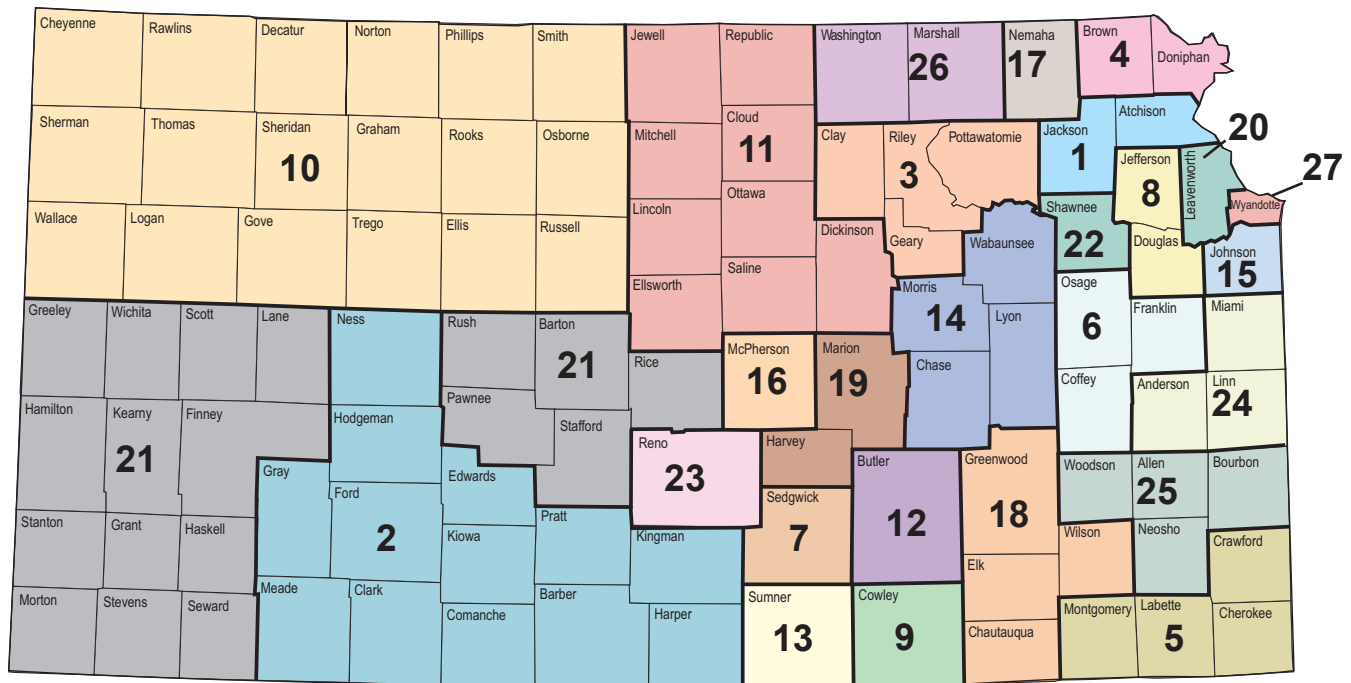 Cheyenne
Rawlins
Decatur
Norton
Phillips
Smith
Jewell
Republic
Washington
Marshall
26
Nemaha
17
Brown
4
Doniphan
Sherman
Thomas
Sheridan
10
Graham
Rooks
Osborne
Mitchell
Cloud
11
Clay
Riley
3
Pottawatomie
Jackson
1
Atchison
20
Jefferson
8
Leavenworth
27
Wyandotte
Wallace
Logan
Gove
Trego
Ellis
Russell
Lincoln
Ottawa
Dickinson
Geary
Wabaunsee
Shawnee
22
Douglas
Johnson
15
Ellsworth
Saline
Morris
14
Lyon
Osage
6
Franklin
Miami
Greeley
Wichita
Scott
Lane
Ness
Rush
Barton
21
Rice
McPherson
16
Marion
19
Chase
Coffey
Anderson
Linn
24
Hamilton
Kearny
21
Finney
Hodgeman
Pawnee
Stafford
Reno
23
Harvey
Butler
12
Greenwood
18
Woodson
Allen
25
Bourbon
Gray
Ford
2
Edwards
Sedgwick
7
Stanton
Grant
Haskell
Kiowa
Pratt
Kingman
Elk
Wilson
Neosho
Crawford
Morton
Stevens
Seward
Meade
Clark
Comanche
Barber
Harper
Sumner
13
Cowley
9
Chautauqua
Montgomery
Labette
5
Cherokee